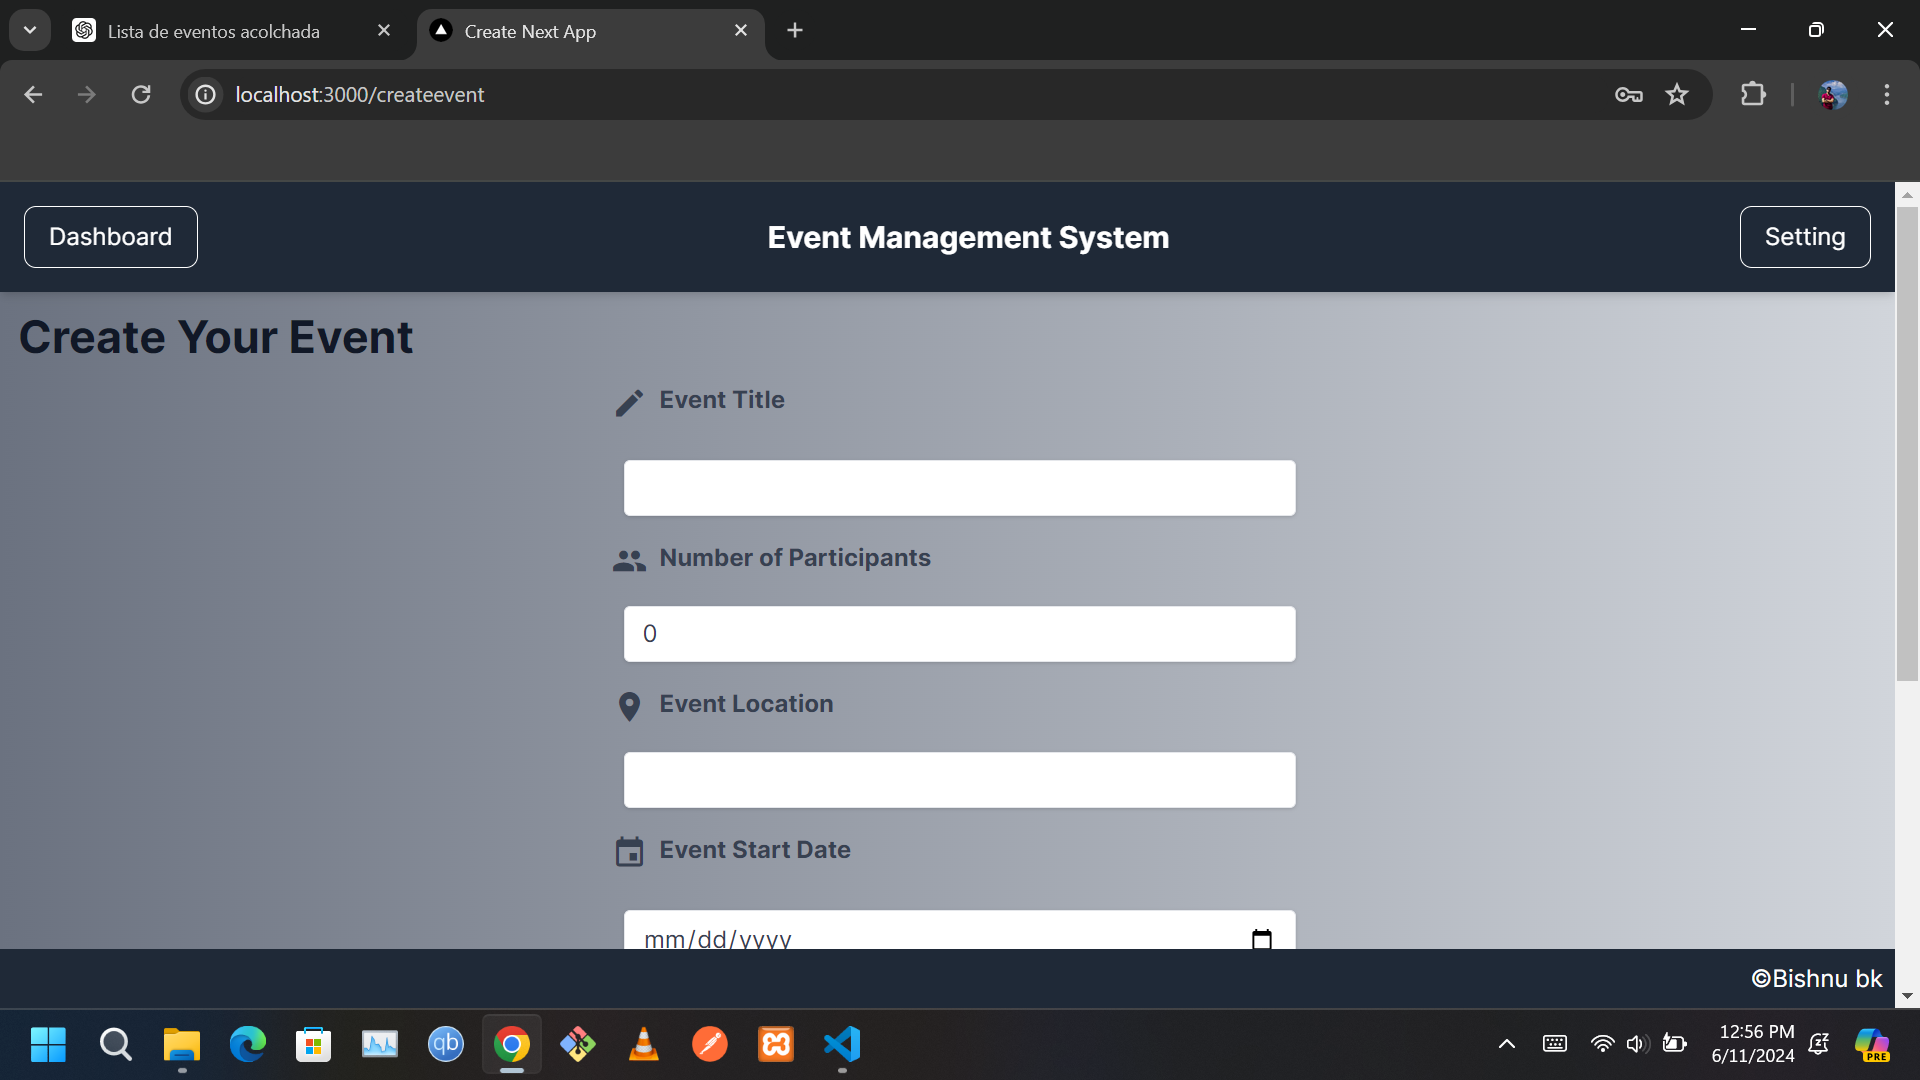 Lista de eventos acolchada
Create Next App
localhost:3000/createevent
Dashboard
Event Management System
Setting
Create Your Event
Event Title
Number of Participants
0
Event Location
Event Start Date
mm/dd/yyyy
©Bishnu bk
qb
12:56 PM
6/11/2024
PRE